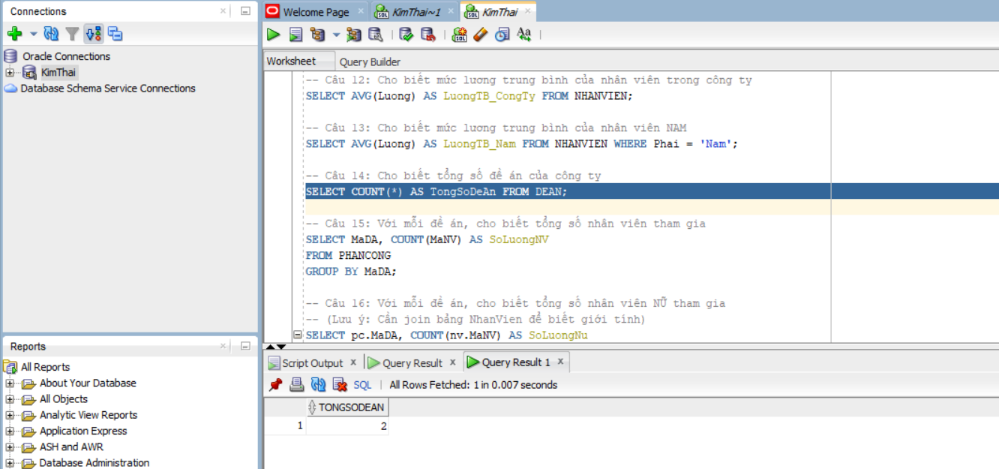 Connections
Oracle Connections
KimThai
Database Schema Service Connections
Reports
All Reports
About Your Database
All Objects
Analytic View Reports
Application Express
ASH and AWR
Database Administration
Welcome Page
KimThai~1
KimThai
Worksheet
Query Builder
-- Câu 12: Cho biết mức lương trung bình của nhân viên trong công ty
SELECT AVG(Luong) AS LuongTB_CongTy FROM NHANVIEN;
-- Câu 13: Cho biết mức lương trung bình của nhân viên NAM
SELECT AVG(Luong) AS LuongTB_Nam FROM NHANVIEN WHERE Phai = 'Nam';
-- Câu 14: Cho biết tổng số đề án của công ty
SELECT COUNT(*) AS TongSoDeAn FROM DEAN;
-- Câu 15: Với mỗi đề án, cho biết tổng số nhân viên tham gia
SELECT MaDA, COUNT(MaNV) AS SoLuongNV
FROM PHANCONG
GROUP BY MaDA;
-- Câu 16: Với mỗi đề án, cho biết tổng số nhân viên NỮ tham gia
-- (Lưu ý: Cần join bảng NhanVien để biết giới tính)
SELECT pc.MaDA, COUNT(nv.MaNV) AS SoLuongNu
Script Output
Query Result
Query Result 1
SQL
All Rows Fetched: 1 in 0.007 seconds
TONGSODEAN
1 2